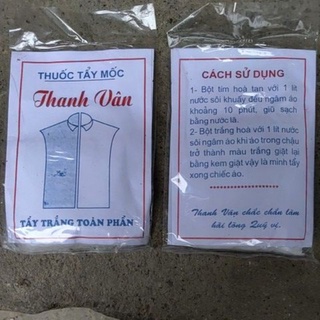 THUỐC TẨY MỐC
Thanh Vân
TẨY TRẮNG TOÀN PHẦN
CÁCH SỬ DỤNG
1- Bột tím hoà tan với 1 lít
nước sôi khuấy đều ngâm áo
khoảng 10 phút, giũ sạch
bằng nước lã.
2- Bột trắng hoà với 1 lít nước
sôi ngâm áo khi áo trong chậu
trở thành màu trắng giặt lại
bằng kem giặt vậy là mình tẩy
xong chiếc áo.
Thanh Vân chắc chắn làm
hài lòng Quý vị.